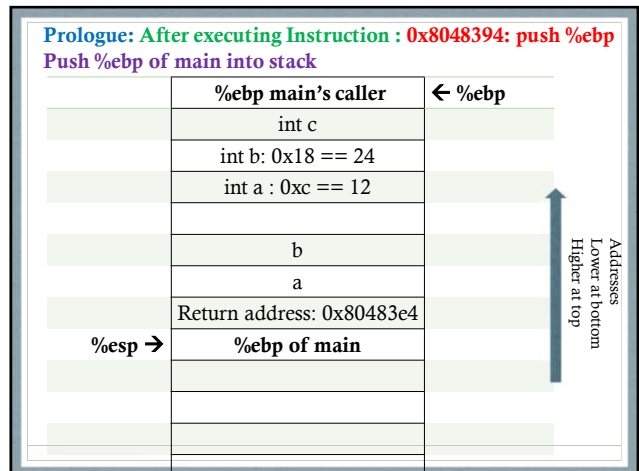 Prologue: After executing Instruction : 0x8048394: push %ebp
Push %ebp of main into stack
%ebp main's caller ← %ebp
int c
int b: 0x18 == 24
int a : 0xc == 12
b
a
Return address: 0x80483e4
%esp → %ebp of main
Addresses
Lower at bottom
Higher at top